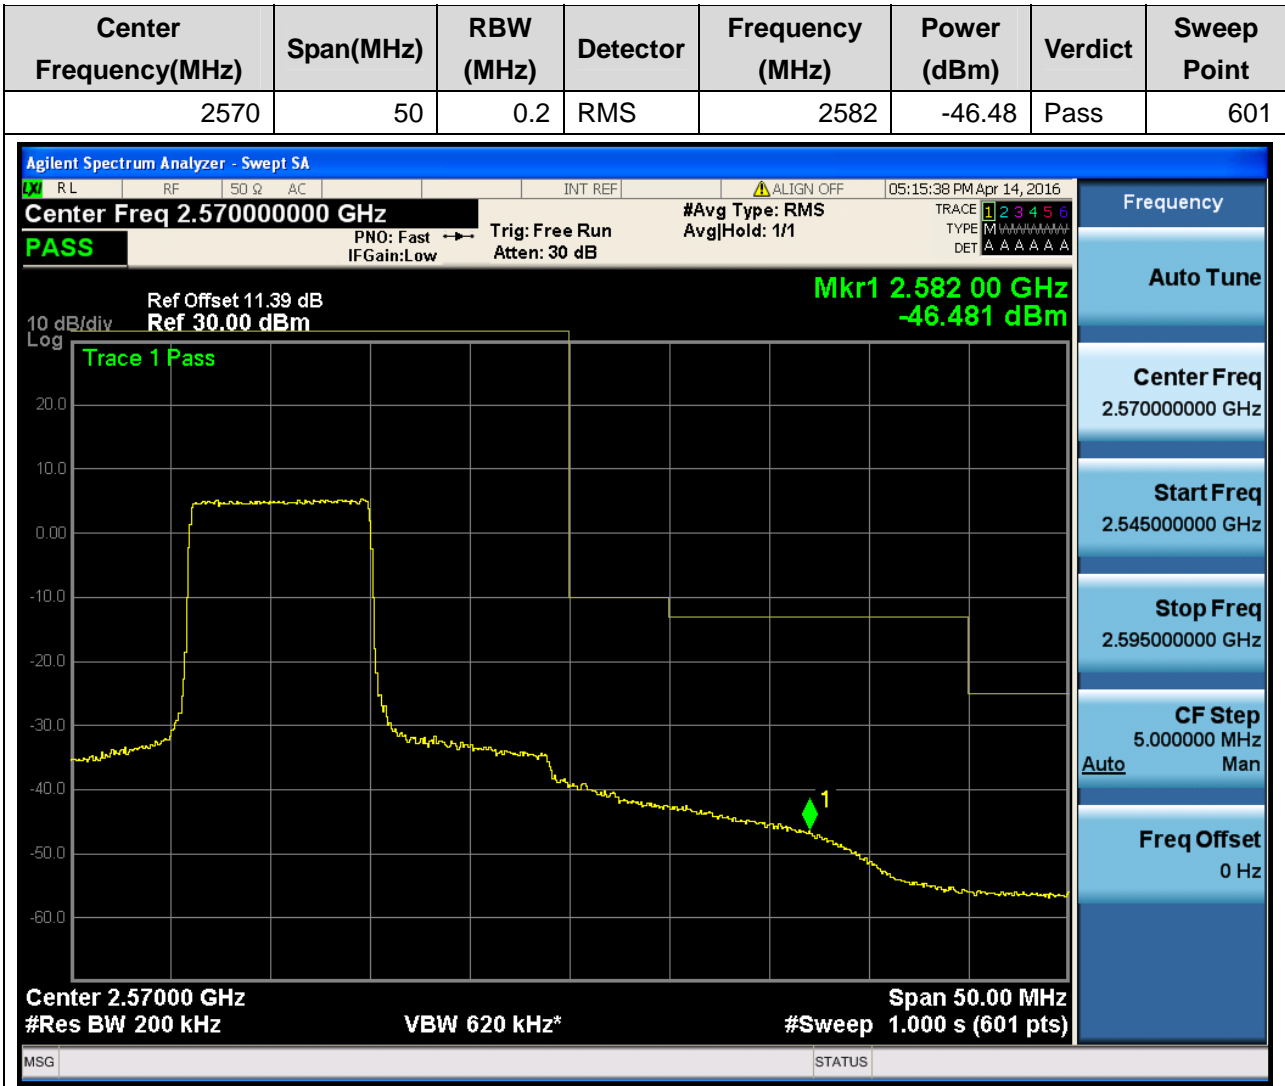 Center Frequency(MHz) Span(MHz) RBW (MHz) Detector Frequency (MHz) Power (dBm) Verdict Sweep Point
2570 50 0.2 RMS 2582 -46.48 Pass 601
Agilent Spectrum Analyzer - Swept SA
LXI RL RF 50 Ω AC INT REF ALIGN OFF 05:15:38 PM Apr 14, 2016
Center Freq 2.570000000 GHz #Avg Type: RMS TRACE 1 2 3 4 5 6
PASS PNO: Fast Trig: Free Run Avg|Hold: 1/1 TYPE M WWWWW
IFGain:Low Atten: 30 dB DET A A A A A A
Frequency
Mkr1 2.582 00 GHz
-46.481 dBm
Ref Offset 11.39 dB
10 dB/div Ref 30.00 dBm
Log
Trace 1 Pass
20.0
10.0
0.00
-10.0
-20.0
-30.0
-40.0
-50.0
-60.0
1
Center 2.57000 GHz Span 50.00 MHz
#Res BW 200 kHz VBW 620 kHz* #Sweep 1.000 s (601 pts)
MSG STATUS
Auto Tune
Center Freq
2.570000000 GHz
Start Freq
2.545000000 GHz
Stop Freq
2.595000000 GHz
CF Step
5.000000 MHz
Auto Man
Freq Offset
0 Hz